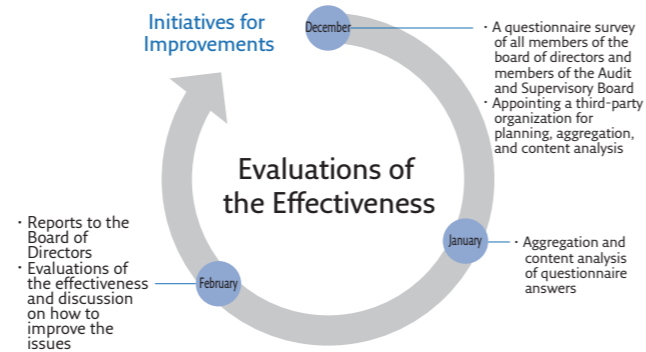 Initiatives for
Improvements
December
· A questionnaire survey
of all members of the
board of directors and
members of the Audit
and Supervisory Board
· Appointing a third-party
organization for
planning, aggregation,
and content analysis
Evaluations of
the Effectiveness
January
· Aggregation and
content analysis
of questionnaire
answers
February
· Reports to the
Board of
Directors
· Evaluations of
the effectiveness
and discussion
on how to
improve the
issues